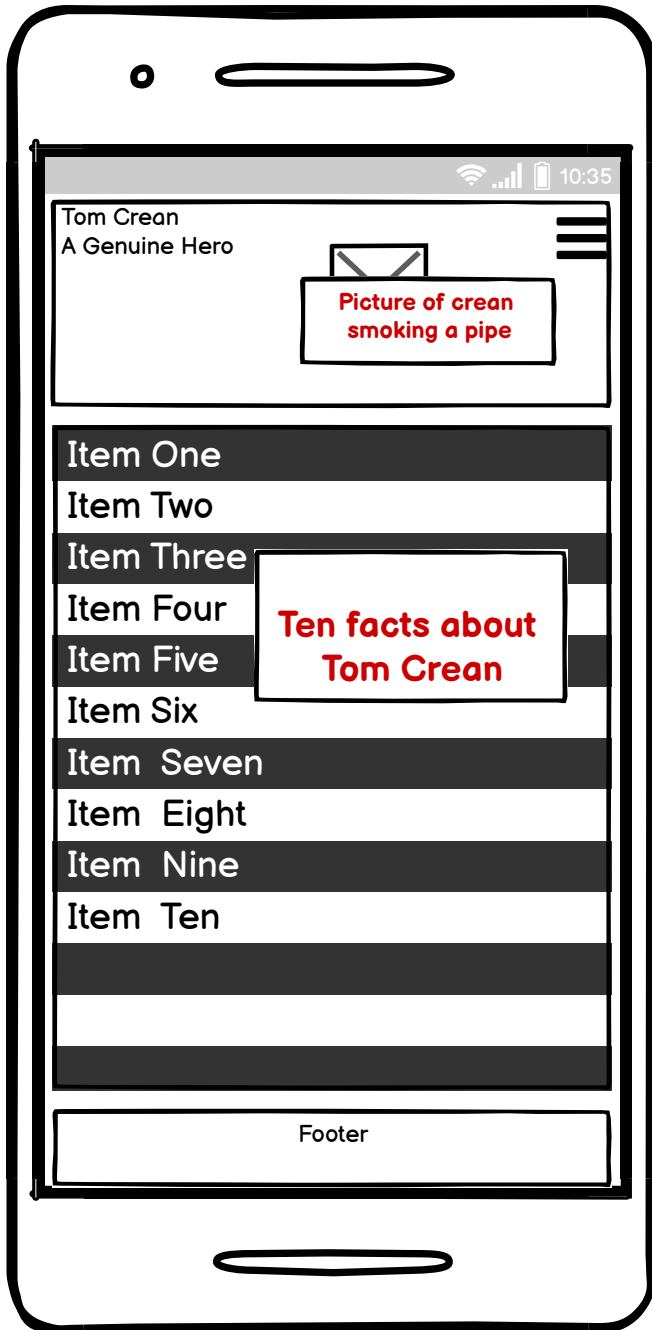 10:35
Tom Crean
A Genuine Hero
Picture of crean
smoking a pipe
Item One
Item Two
Item Three
Item Four
Item Five
Item Six
Item  Seven
Item  Eight
Item  Nine
Item  Ten
Ten facts about
Tom Crean
Footer